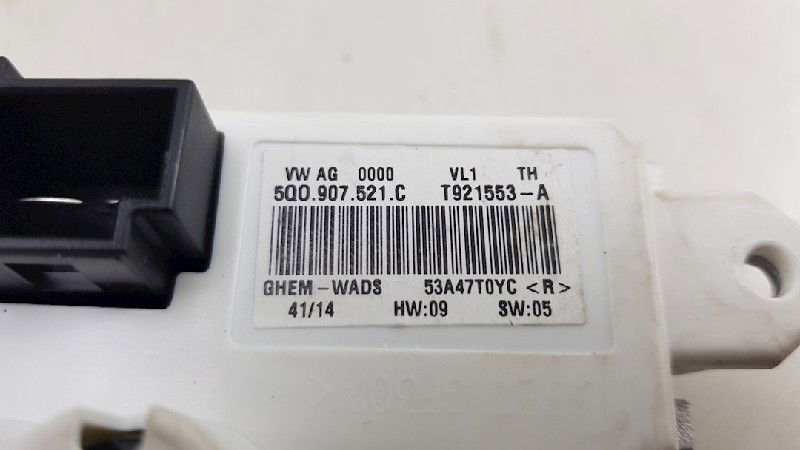 VW AG 0000 VL1 TH
5Q0.907.521.C T921553-A
GHEM-WADS 53A47T0YC <R>
41/14 HW:09 SW:05